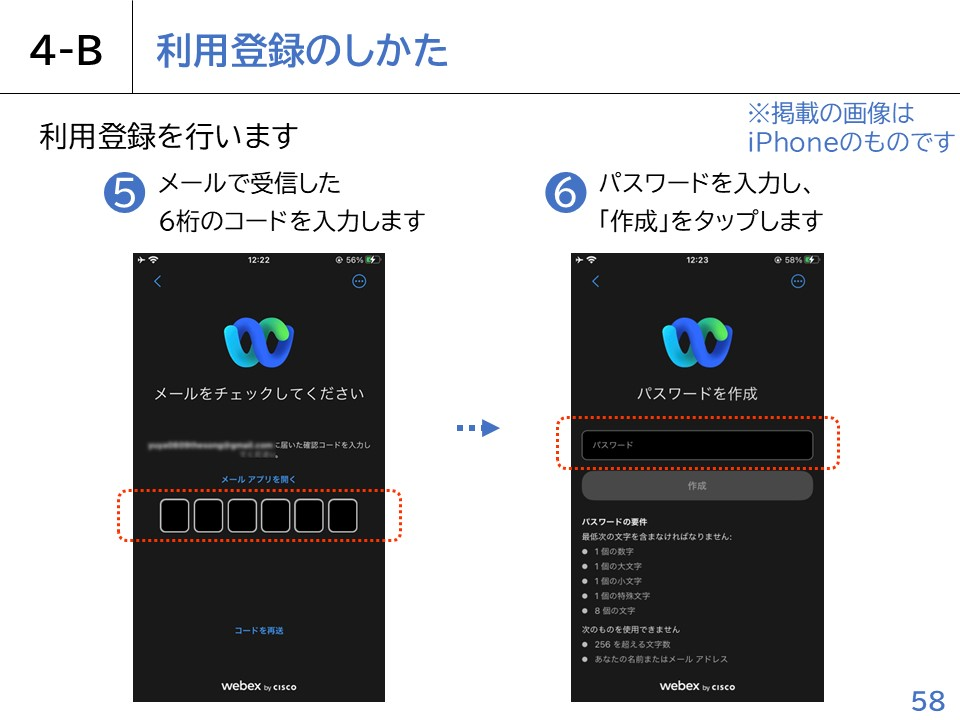 4-B
利用登録のしかた
利用登録を行います
※掲載の画像は
iPhoneのものです
5
メールで受信した
6桁のコードを入力します
12:22
56%
メールをチェックしてください
に届いた確認コードを入力し
メール アプリを開く
コードを再送
webex by CISCO
6
パスワードを入力し、
「作成」をタップします
12:23
58%
パスワードを作成
パスワード
作成
パスワードの要件
最低次の文字を含まなければなりません:
● 1 個の数字
● 1 個の大文字
● 1 個の小文字
● 1 個の特殊文字
● 8 個の文字
次のものを使用できません
● 256 を超える文字数
● あなたの名前またはメール アドレス
webex by CISCO
58